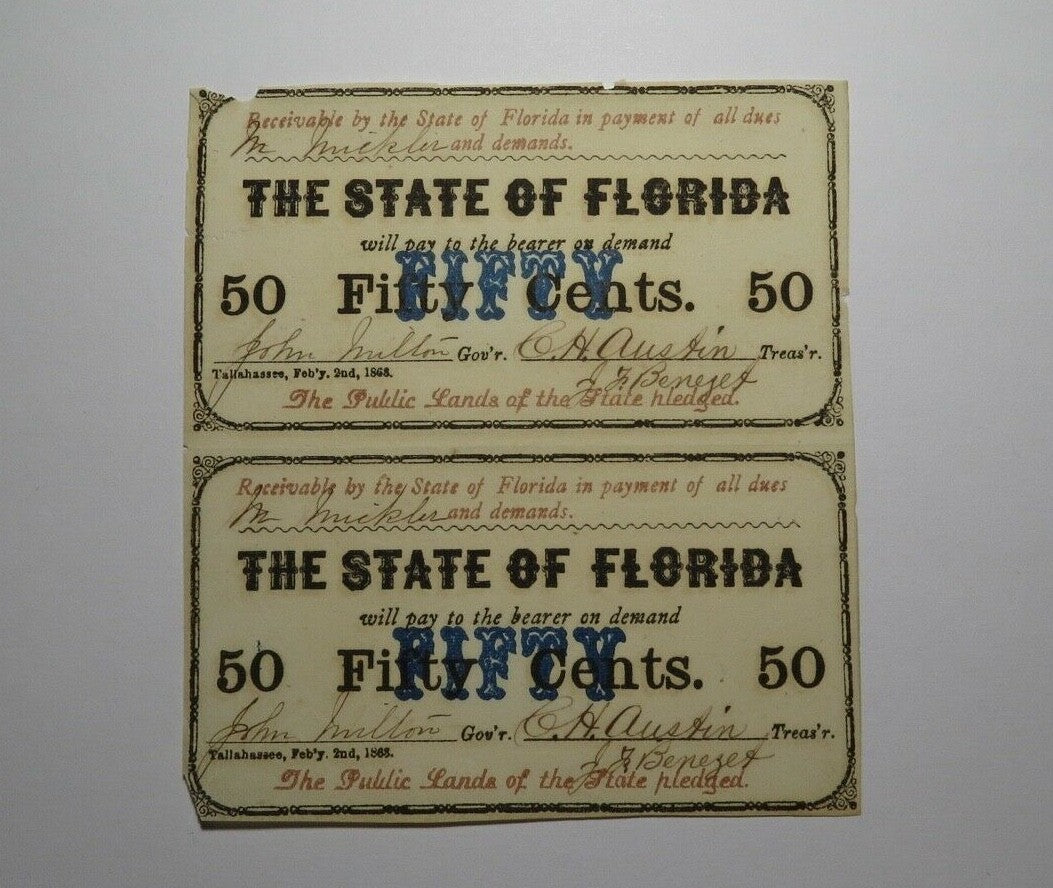 Receivable by the State of Florida in payment of all dues
M Mickler and demands.
THE STATE OF FLORIDA
will pay to the bearer on demand
FIFTY
50 Fifty Cents. 50
John Milton Gov'r. C.H. Austin Treas'r.
Tallahassee, Feb'y. 2nd, 1863. J F Benezet
The Public Lands of the State pledged.
Receivable by the State of Florida in payment of all dues
M Mickler and demands.
THE STATE OF FLORIDA
will pay to the bearer on demand
FIFTY
50 Fifty Cents. 50
John Milton Gov'r. C.H. Austin Treas'r.
Tallahassee, Feb'y. 2nd, 1863. J F Benezet
The Public Lands of the State pledged.